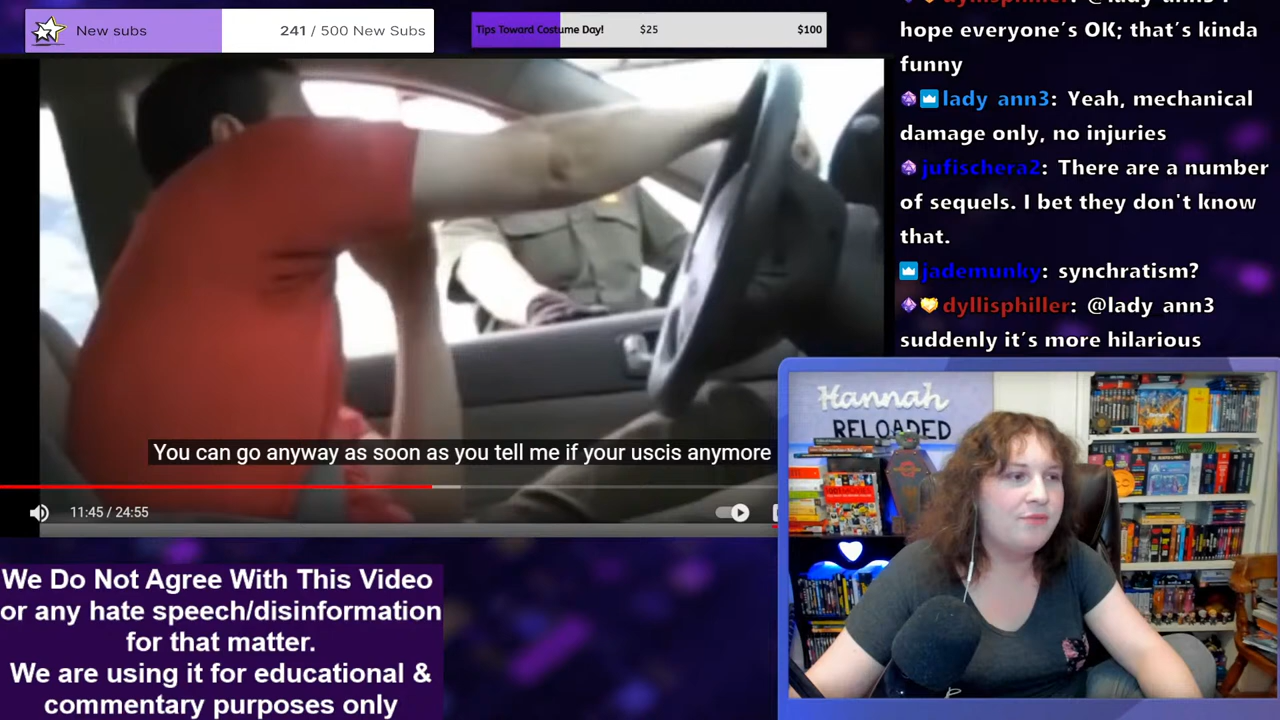 New subs
241 / 500 New Subs
Tips Toward Costume Day!
$25
$100
hope everyone's OK; that's kinda
funny
lady ann3: Yeah, mechanical
damage only, no injuries
jufischera2: There are a number
of sequels. I bet they don't know
that.
jademunky: synchratism?
dyllisphiller: @lady ann3
suddenly it's more hilarious
You can go anyway as soon as you tell me if your uscis anymore
11:45 / 24:55
Hannah
RELOADED
We Do Not Agree With This Video
or any hate speech/disinformation
for that matter.
We are using it for educational &
commentary purposes only